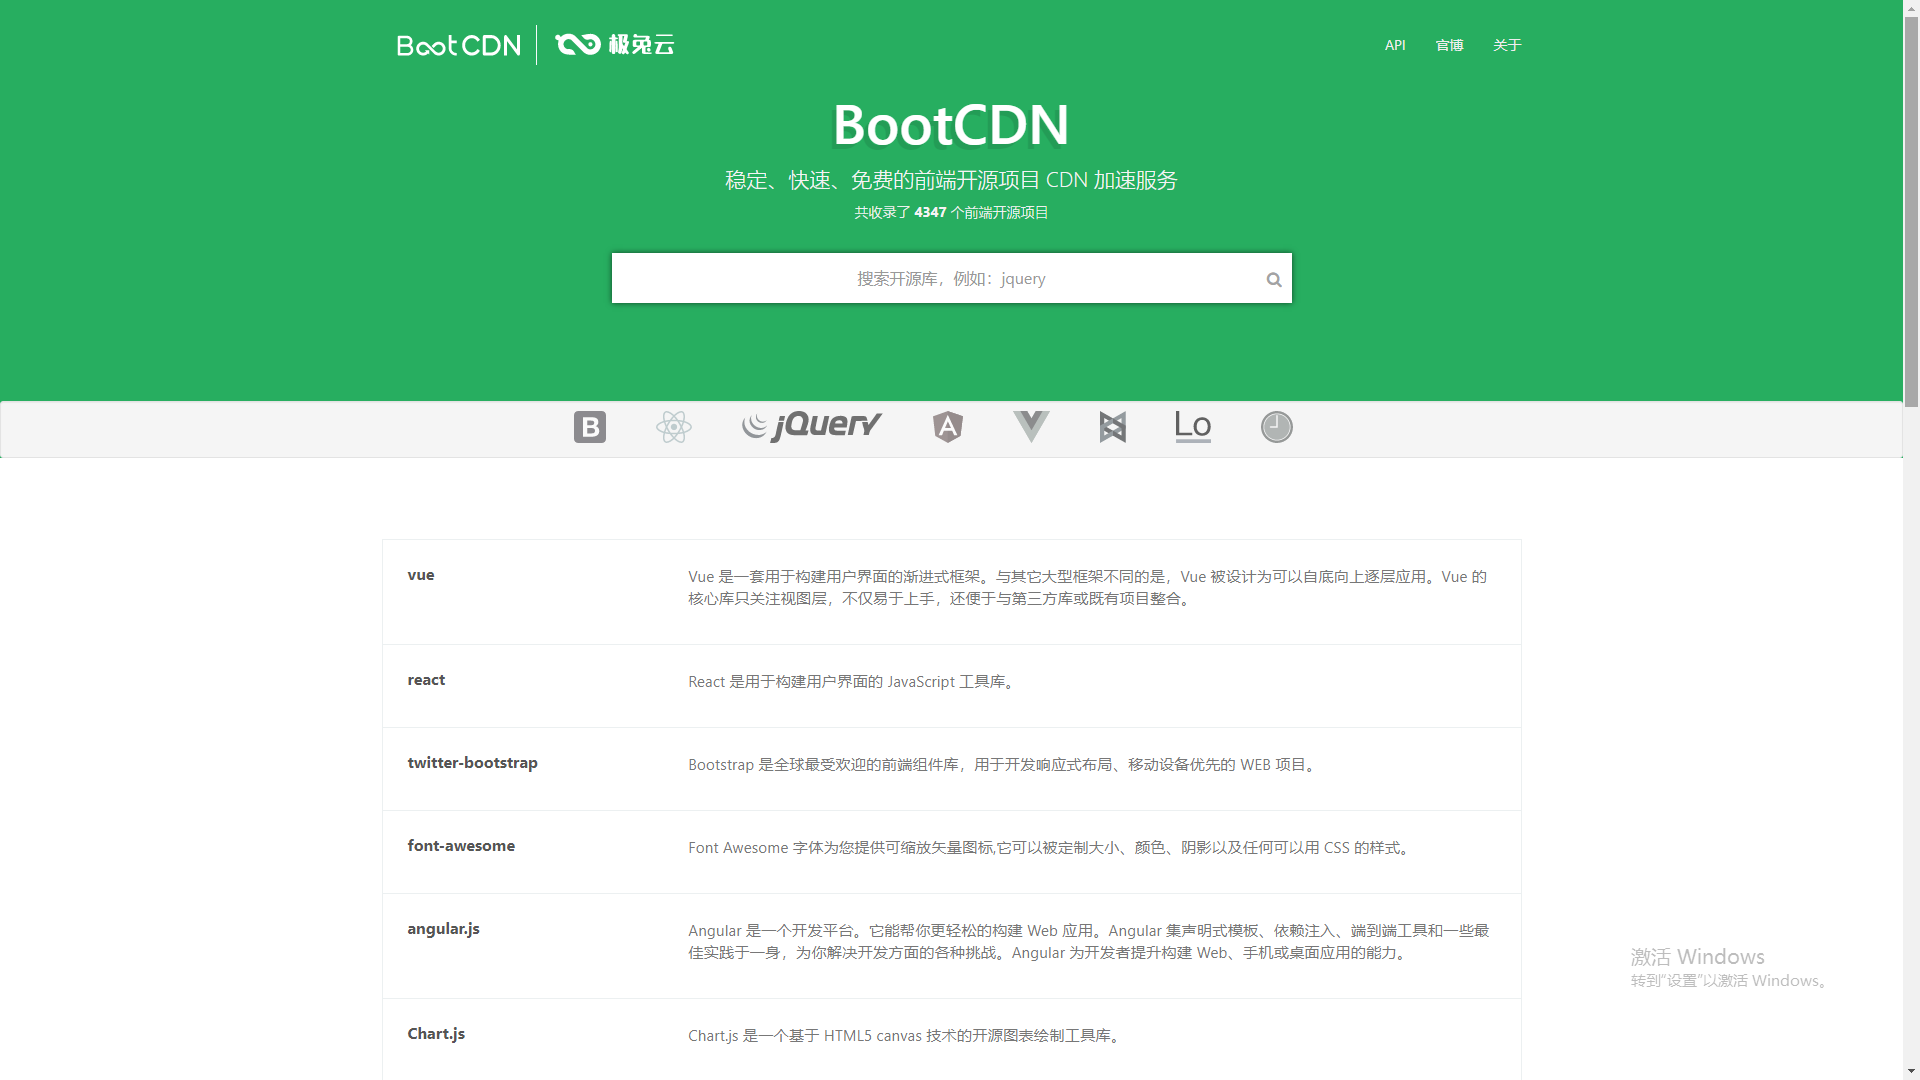 BootCDN 极兔云
API 官博 关于
BootCDN
稳定、快速、免费的前端开源项目 CDN 加速服务
共收录了 4347 个前端开源项目
搜索开源库，例如：jquery
B jQuery A Lo
vue
Vue 是一套用于构建用户界面的渐进式框架。与其它大型框架不同的是，Vue 被设计为可以自底向上逐层应用。Vue 的
核心库只关注视图层，不仅易于上手，还便于与第三方库或既有项目整合。
react
React 是用于构建用户界面的 JavaScript 工具库。
twitter-bootstrap
Bootstrap 是全球最受欢迎的前端组件库，用于开发响应式布局、移动设备优先的 WEB 项目。
font-awesome
Font Awesome 字体为您提供可缩放矢量图标,它可以被定制大小、颜色、阴影以及任何可以用 CSS 的样式。
angular.js
Angular 是一个开发平台。它能帮你更轻松的构建 Web 应用。Angular 集声明式模板、依赖注入、端到端工具和一些最
佳实践于一身，为你解决开发方面的各种挑战。Angular 为开发者提升构建 Web、手机或桌面应用的能力。
Chart.js
Chart.js 是一个基于 HTML5 canvas 技术的开源图表绘制工具库。
激活 Windows
转到“设置”以激活 Windows。